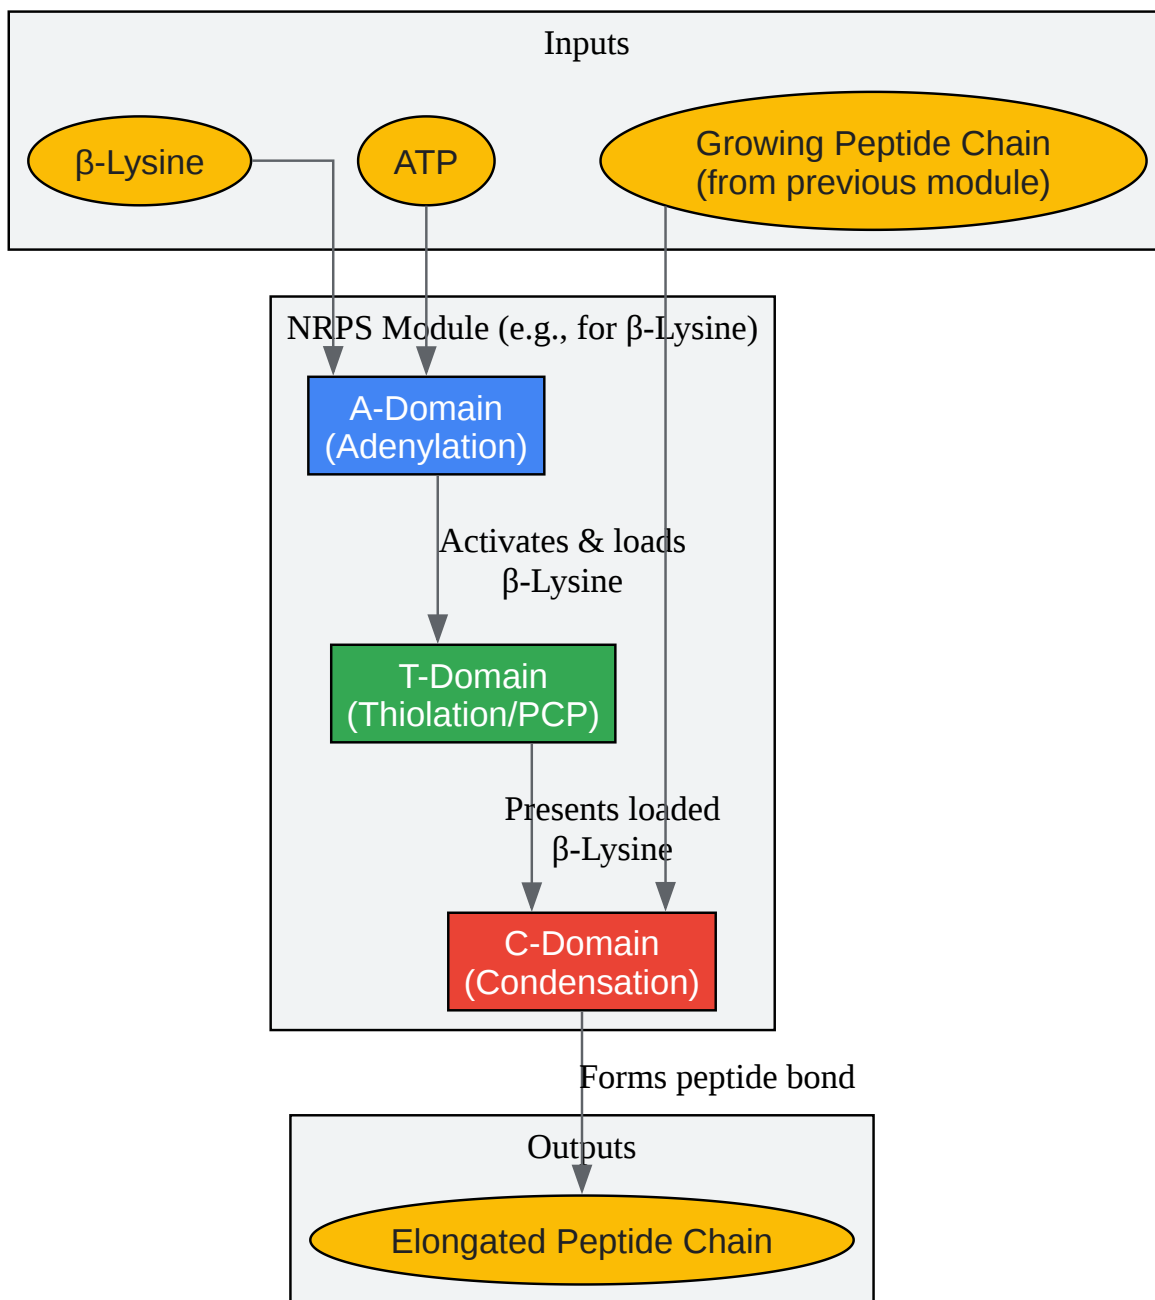 Inputs
β-Lysine
ATP
Growing Peptide Chain
(from previous module)
NRPS Module (e.g., for β-Lysine)
A-Domain
(Adenylation)
Activates & loads
β-Lysine
T-Domain
(Thiolation/PCP)
Presents loaded
β-Lysine
C-Domain
(Condensation)
Forms peptide bond
Outputs
Elongated Peptide Chain